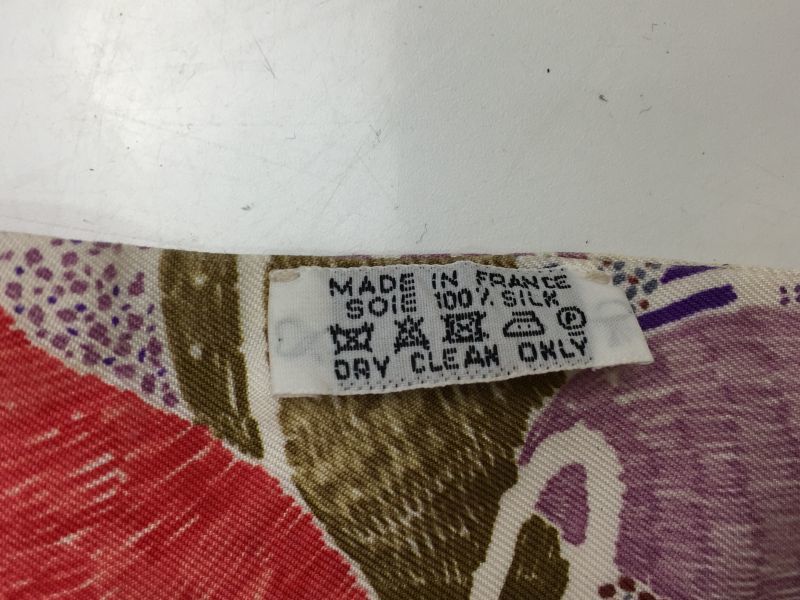 MADE IN FRANCE
SOIE 100% SILK
P
DRY CLEAN ONLY